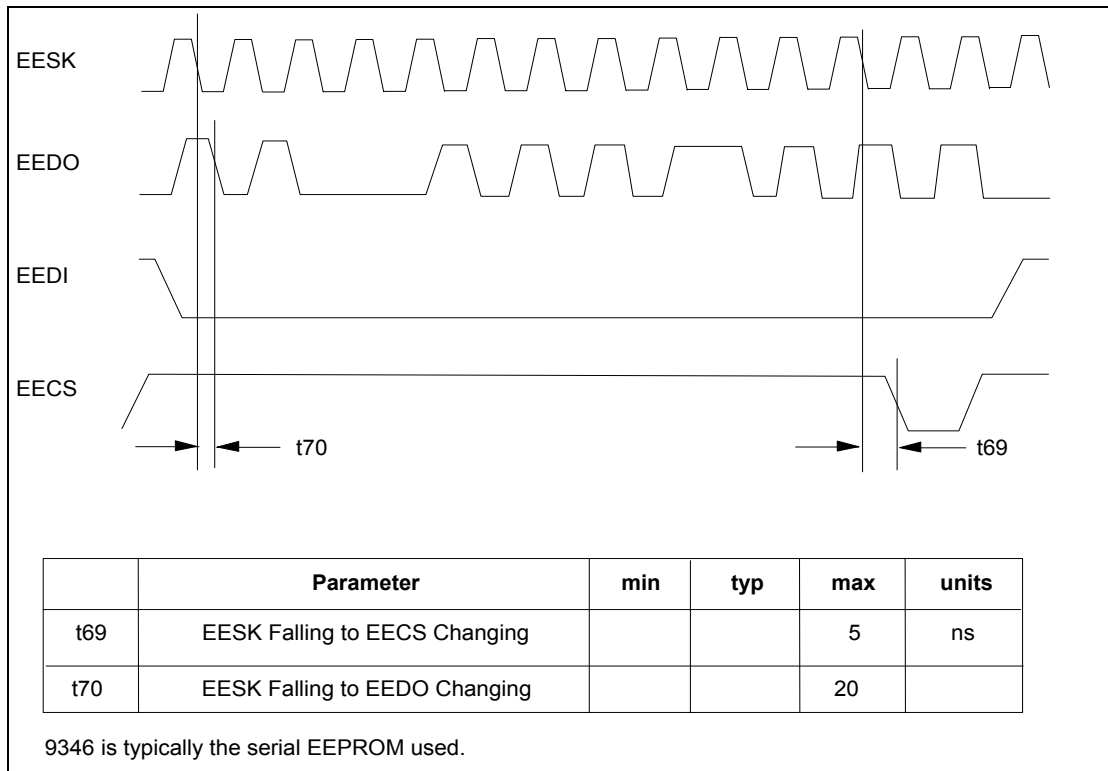 EESK
EEDO
EEDI
EECS
t70
t69
Parameter min typ max units
t69 EESK Falling to EECS Changing 5 ns
t70 EESK Falling to EEDO Changing 20
9346 is typically the serial EEPROM used.